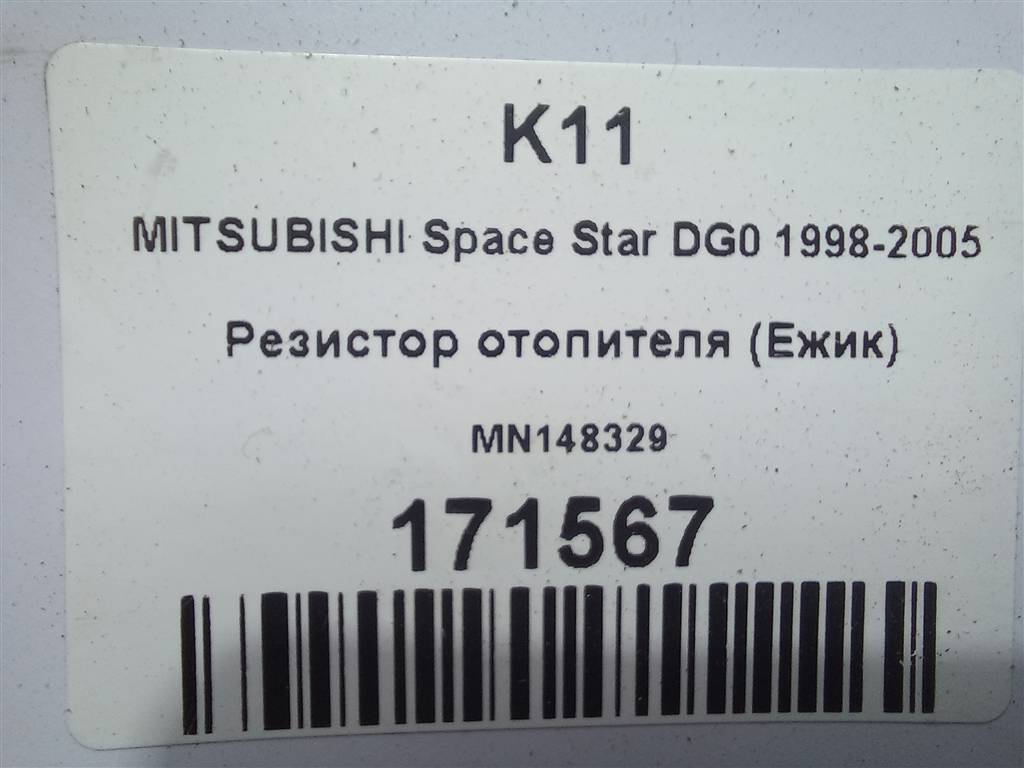 K11
MITSUBISHI Space Star DG0 1998-2005
Резистор отопителя (Ежик)
MN148329
171567